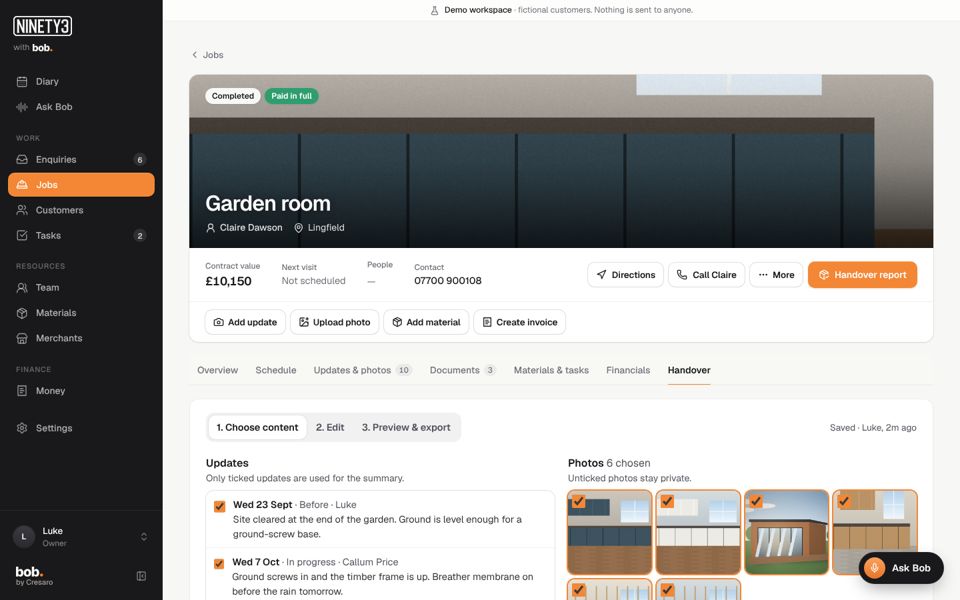 NINETY3
with bob.
Diary
Ask Bob
WORK
Enquiries 6
Jobs
Customers
Tasks 2
RESOURCES
Team
Materials
Merchants
FINANCE
Money
Settings
L
Luke
Owner
bob.
by Cresaro
Demo workspace · fictional customers. Nothing is sent to anyone.
Jobs
Completed Paid in full
Garden room
Claire Dawson Lingfield
Contract value
£10,150
Next visit
Not scheduled
People
—
Contact
07700 900108
Directions Call Claire More Handover report
Add update Upload photo Add material Create invoice
Overview Schedule Updates & photos 10 Documents 3 Materials & tasks Financials Handover
1. Choose content 2. Edit 3. Preview & export Saved · Luke, 2m ago
Updates
Only ticked updates are used for the summary.
Wed 23 Sept · Before · Luke
Site cleared at the end of the garden. Ground is level enough for a
ground-screw base.
Wed 7 Oct · In progress · Callum Price
Ground screws in and the timber frame is up. Breather membrane on
before the rain tomorrow.
Photos 6 chosen
Unticked photos stay private.
Ask Bob